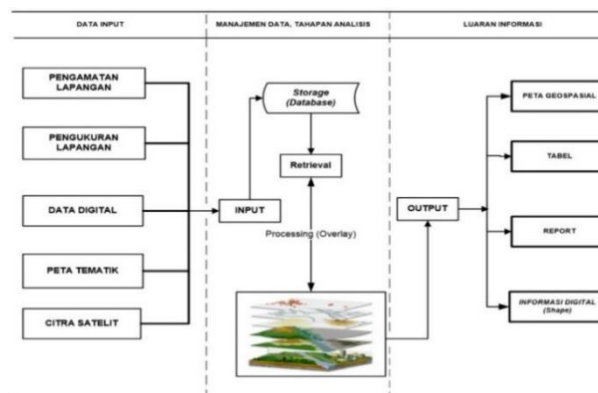 DATA INPUT
MANAJEMEN DATA, TAHAPAN ANALISIS
LUARAN INFORMASI
PENGAMATAN
LAPANGAN
PENGUKURAN
LAPANGAN
DATA DIGITAL
PETA TEMATIK
CITRA SATELIT
INPUT
Storage
(Database)
Retrieval
Processing (Overlay)
OUTPUT
PETA GEOSPASIAL
TABEL
REPORT
INFORMASI DIGITAL
(Shape)